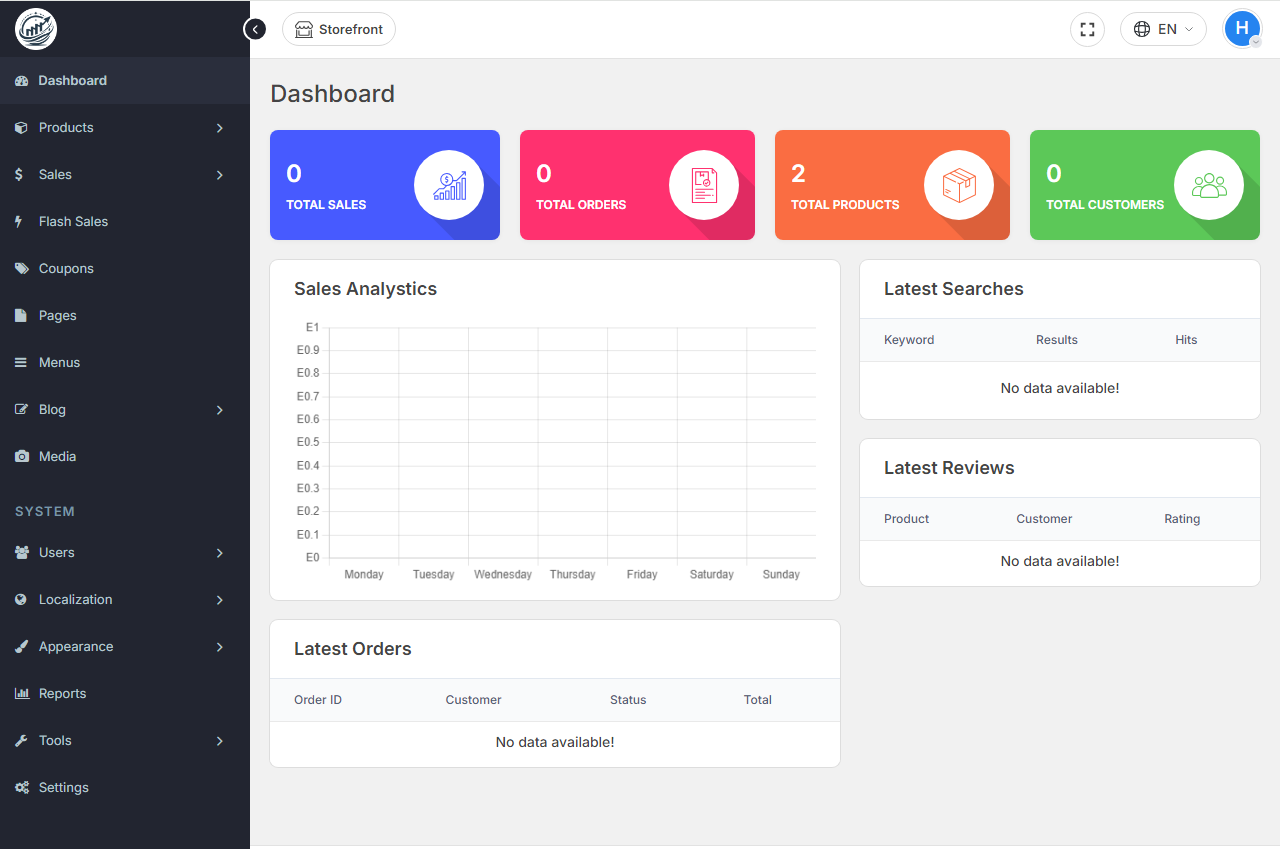 Storefront
EN
H
Dashboard
Products
Sales
Flash Sales
Coupons
Pages
Menus
Blog
Media
SYSTEM
Users
Localization
Appearance
Reports
Tools
Settings
Dashboard
0
TOTAL SALES
0
TOTAL ORDERS
2
TOTAL PRODUCTS
0
TOTAL CUSTOMERS
Sales Analystics
E1
E0.9
E0.8
E0.7
E0.6
E0.5
E0.4
E0.3
E0.2
E0.1
E0
Monday Tuesday Wednesday Thursday Friday Saturday Sunday
Latest Orders
Order ID Customer Status Total
No data available!
Latest Searches
Keyword Results Hits
No data available!
Latest Reviews
Product Customer Rating
No data available!